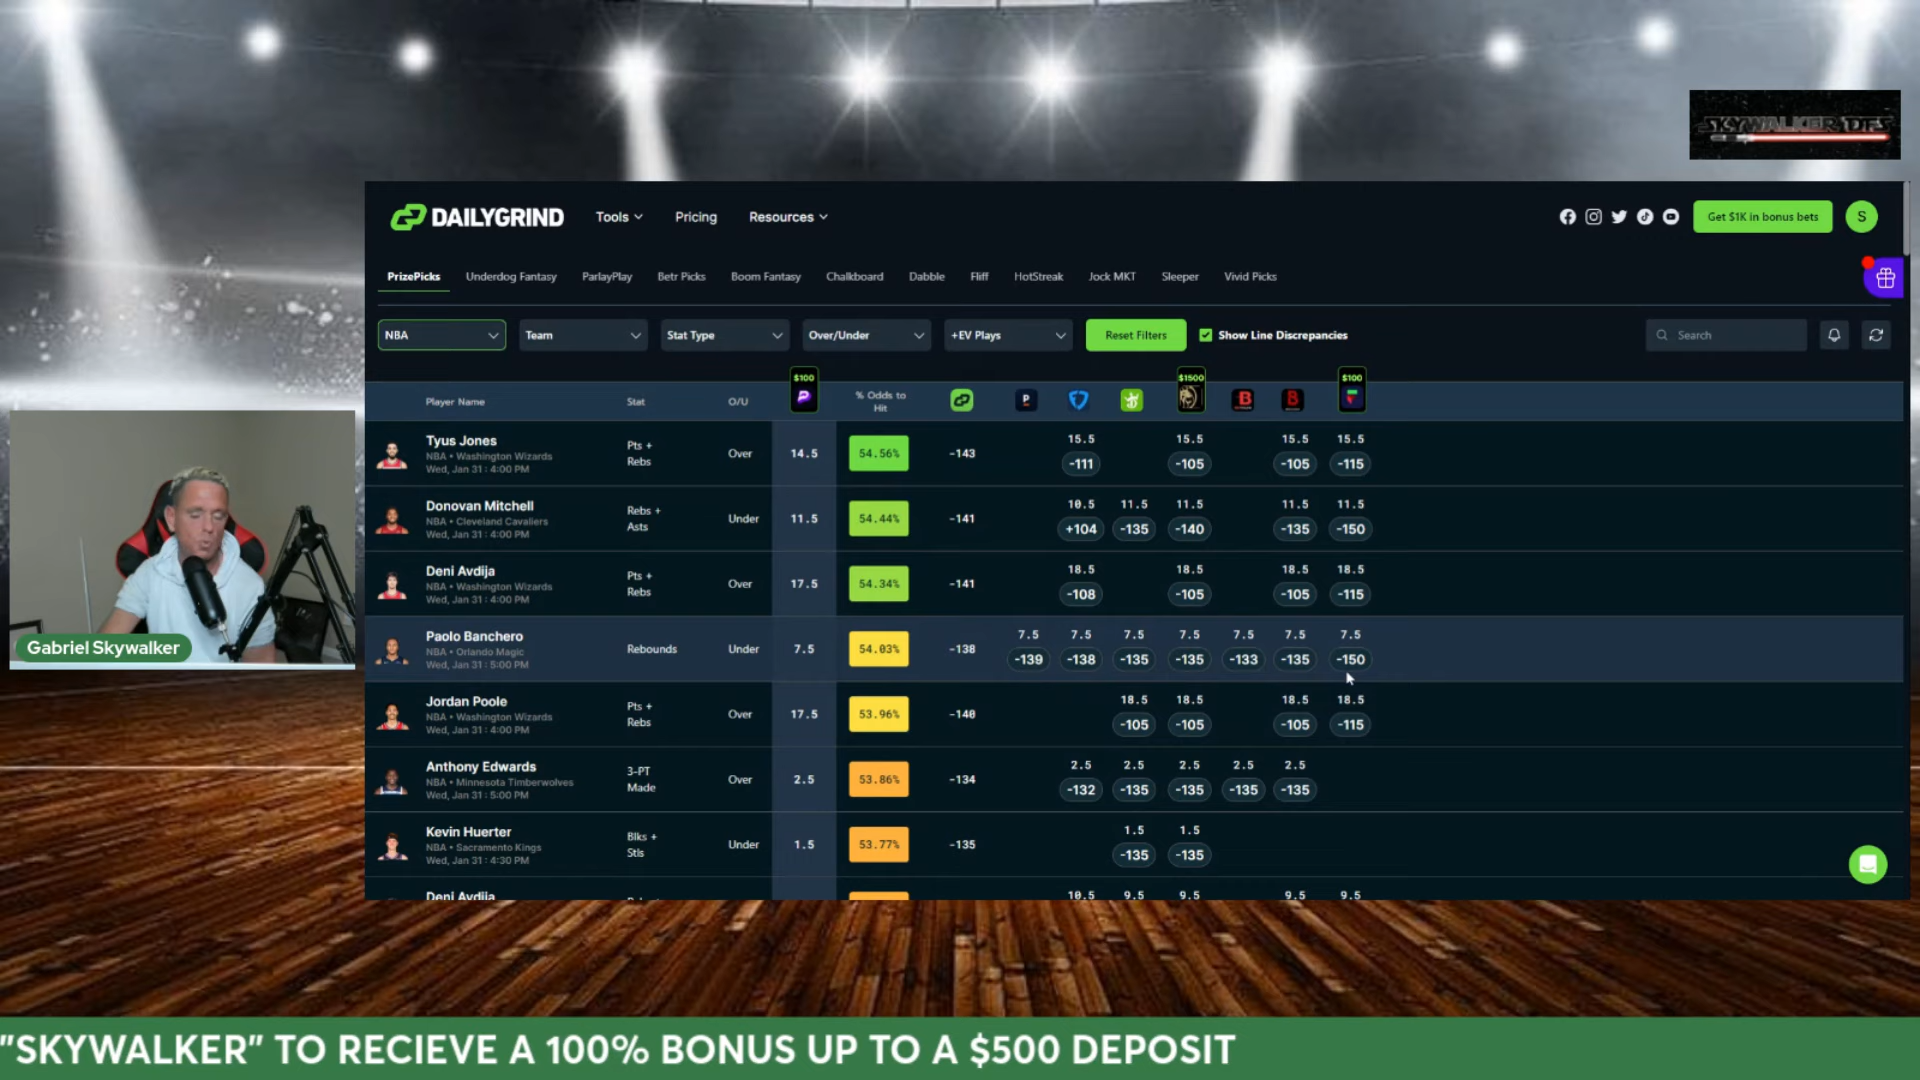 SKYWALKER DFS
DAILYGRIND
Tools
Pricing
Resources
Get $1K in bonus bets
S
PrizePicks Underdog Fantasy ParlayPlay Betr Picks Boom Fantasy Chalkboard Dabble Fliff HotStreak Jock MKT Sleeper Vivid Picks
NBA Team Stat Type Over/Under +EV Plays Reset Filters Show Line Discrepancies Search
$100 $1500 $100
Player Name Stat O/U % Odds to
Hit
Tyus Jones
NBA • Washington Wizards
Wed, Jan 31 : 4:00 PM
Pts +
Rebs
Over 14.5 54.56% -143
15.5 15.5 15.5 15.5
-111 -105 -105 -115
Donovan Mitchell
NBA • Cleveland Cavaliers
Wed, Jan 31 : 4:00 PM
Rebs +
Asts
Under 11.5 54.44% -141
10.5 11.5 11.5 11.5 11.5
+104 -135 -140 -135 -150
Deni Avdija
NBA • Washington Wizards
Wed, Jan 31 : 4:00 PM
Pts +
Rebs
Over 17.5 54.34% -141
18.5 18.5 18.5 18.5
-108 -105 -105 -115
Paolo Banchero
NBA • Orlando Magic
Wed, Jan 31 : 5:00 PM
Rebounds
Under 7.5 54.03% -138
7.5 7.5 7.5 7.5 7.5 7.5 7.5
-139 -138 -135 -135 -133 -135 -150
Jordan Poole
NBA • Washington Wizards
Wed, Jan 31 : 4:00 PM
Pts +
Rebs
Over 17.5 53.96% -140
18.5 18.5 18.5 18.5
-105 -105 -105 -115
Anthony Edwards
NBA • Minnesota Timberwolves
Wed, Jan 31 : 5:00 PM
3-PT
Made
Over 2.5 53.86% -134
2.5 2.5 2.5 2.5 2.5
-132 -135 -135 -135 -135
Kevin Huerter
NBA • Sacramento Kings
Wed, Jan 31 : 4:30 PM
Blks +
Stls
Under 1.5 53.77% -135
1.5 1.5
-135 -135
Deni Avdija
10.5 9.5 9.5 9.5 9.5
Gabriel Skywalker
"SKYWALKER" TO RECIEVE A 100% BONUS UP TO A $500 DEPOSIT